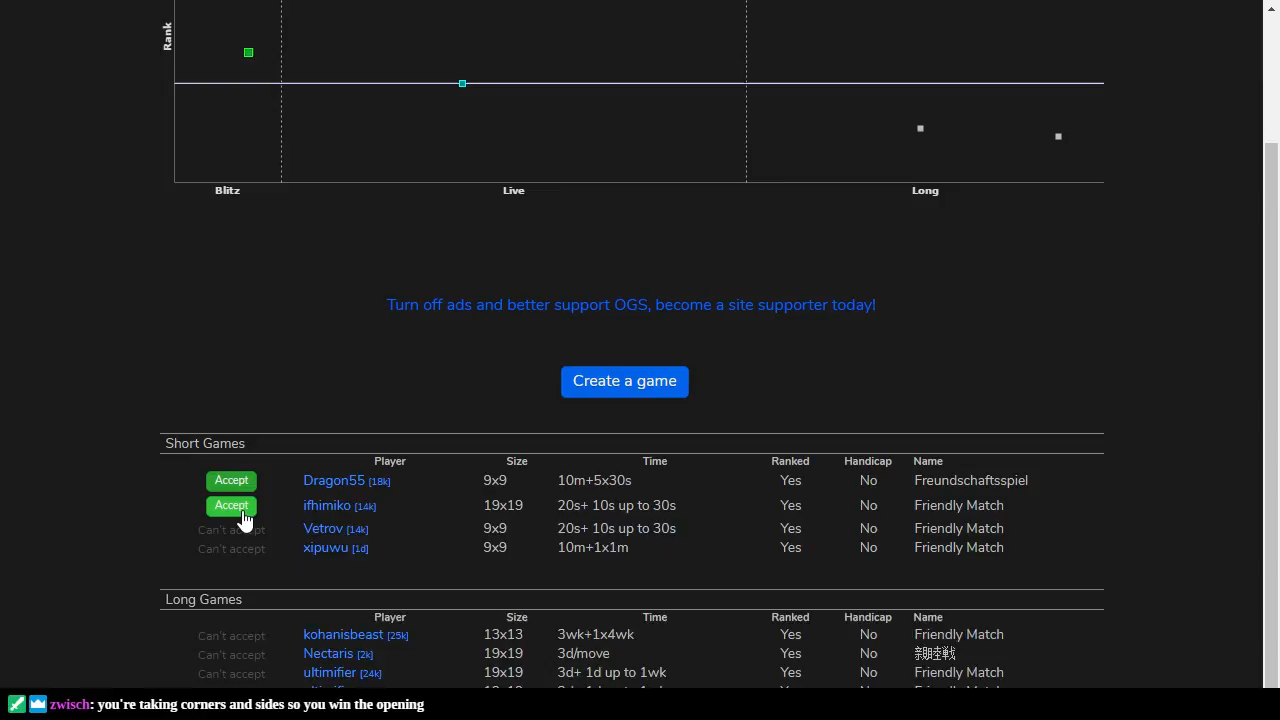 Rank
Blitz Live Long
Turn off ads and better support OGS, become a site supporter today!
Create a game
Short Games
Player Size Time Ranked Handicap Name
Accept Dragon55 [18k] 9x9 10m+5x30s Yes No Freundschaftsspiel
Accept ifhimiko [14k] 19x19 20s+ 10s up to 30s Yes No Friendly Match
Can't accept Vetrov [14k] 9x9 20s+ 10s up to 30s Yes No Friendly Match
Can't accept xipuwu [1d] 9x9 10m+1x1m Yes No Friendly Match
Long Games
Player Size Time Ranked Handicap Name
Can't accept kohanisbeast [25k] 13x13 3wk+1x4wk Yes No Friendly Match
Can't accept Nectaris [2k] 19x19 3d/move Yes No
Can't accept ultimifier [24k] 19x19 3d+ 1d up to 1wk Yes No Friendly Match
zwisch: you're taking corners and sides so you win the opening